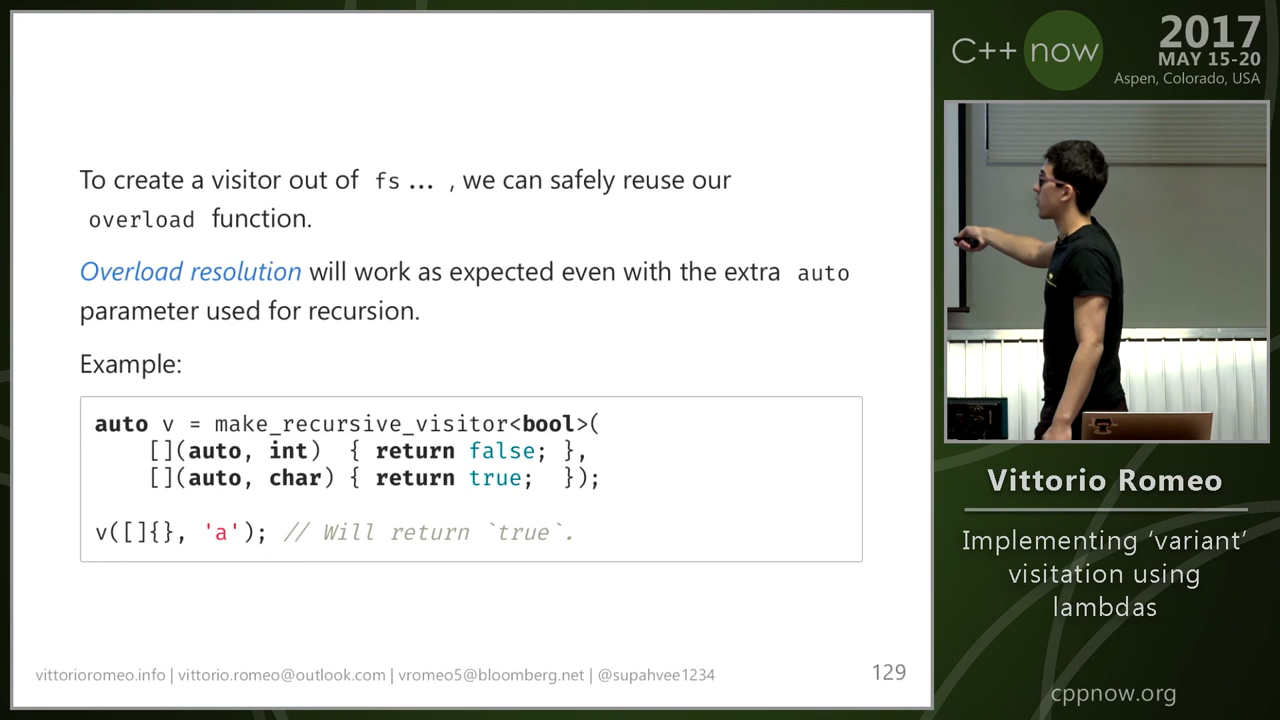 To create a visitor out of fs... , we can safely reuse our
overload function.
Overload resolution will work as expected even with the extra auto
parameter used for recursion.
Example:
auto v = make_recursive_visitor<bool>(
    [](auto, int)  { return false; },
    [](auto, char) { return true;  });
v([]{}, 'a'); // Will return `true`.
vittorioromeo.info | vittorio.romeo@outlook.com | vromeo5@bloomberg.net | @supahvee1234
129
C++ now
2017
MAY 15-20
Aspen, Colorado, USA
Vittorio Romeo
Implementing ‘variant’
visitation using
lambdas
cppnow.org